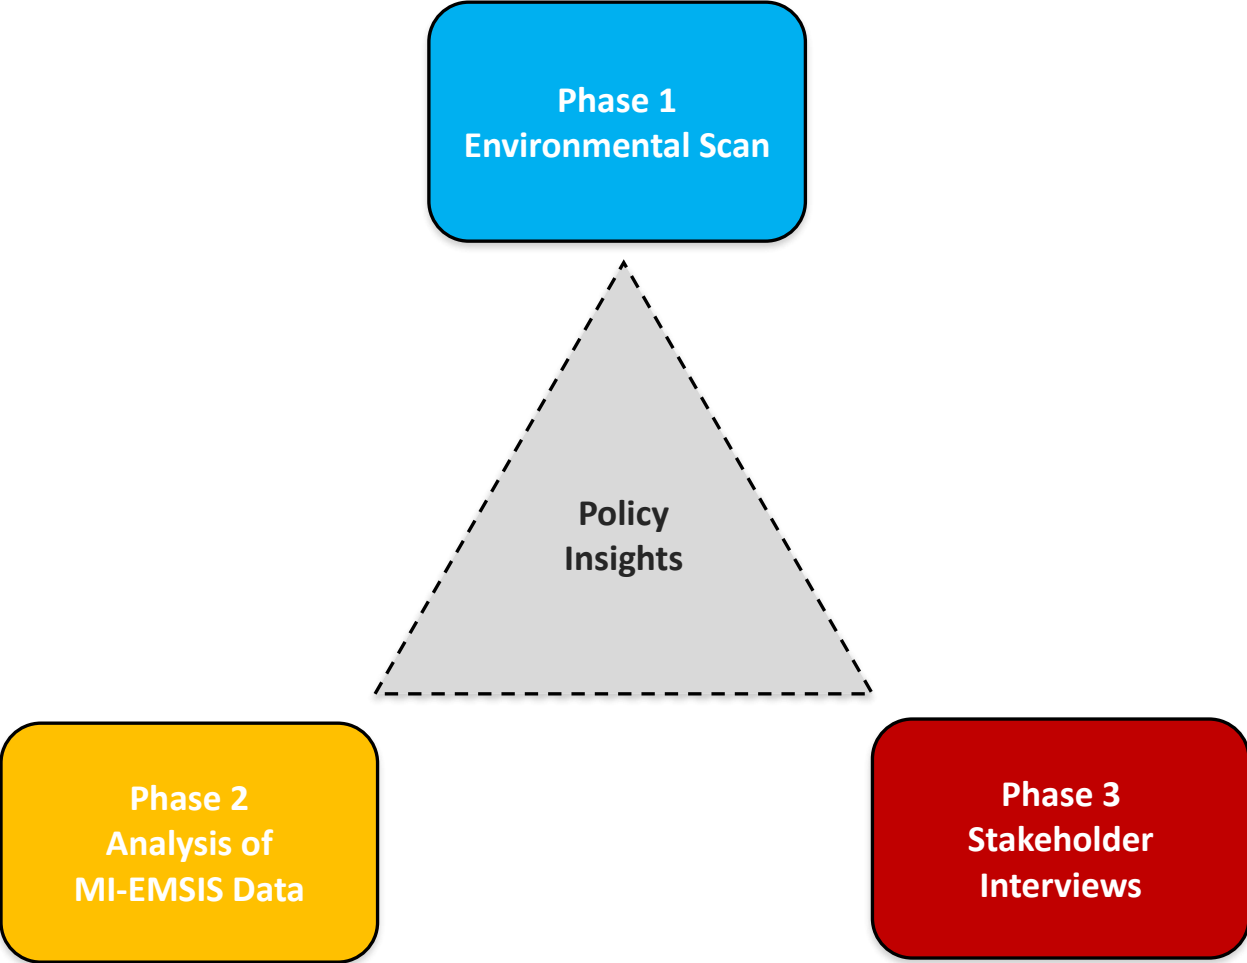 Phase 1
Environmental Scan
Policy
Insights
Phase 2
Analysis of
MI-EMSIS Data
Phase 3
Stakeholder
Interviews